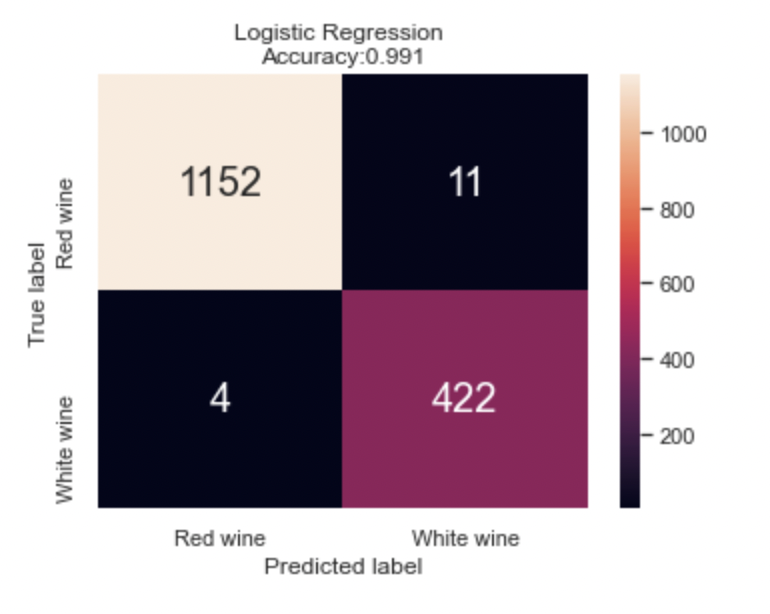 Logistic Regression
Accuracy:0.991
True label
Red wine
White wine
1152
11
4
422
Red wine
White wine
Predicted label
1000
800
600
400
200